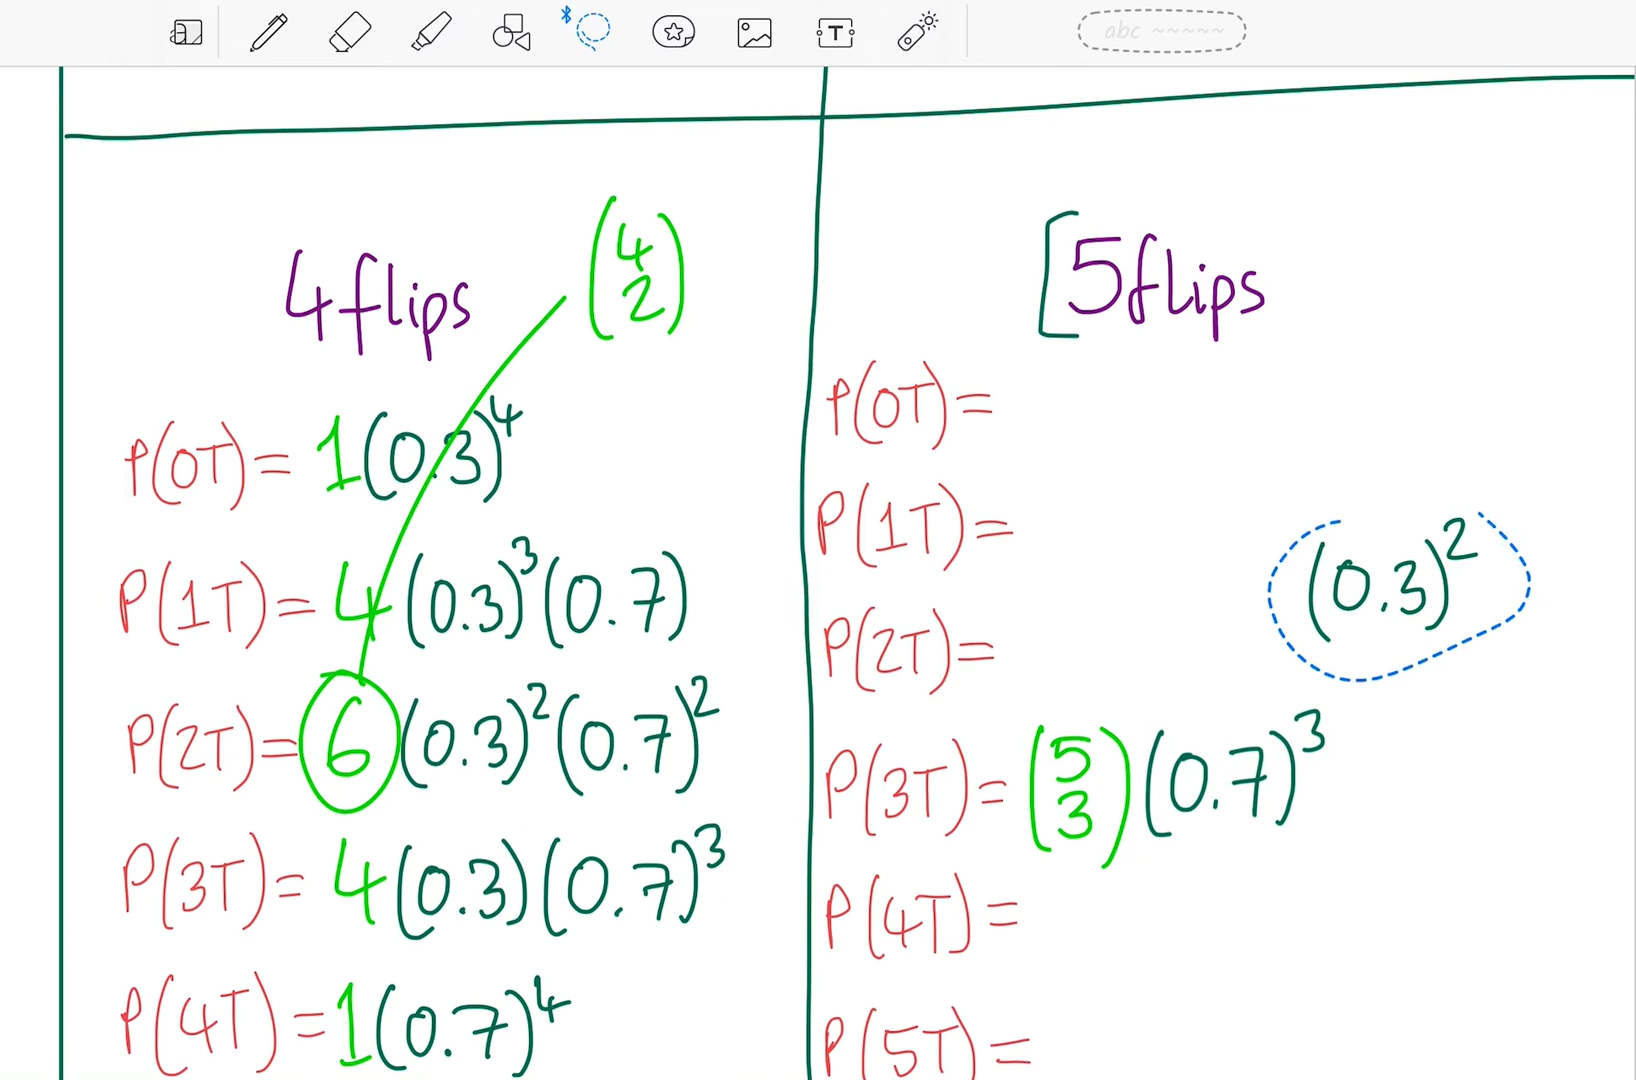 abc
4flips
(4 2)
P(0T)= 1(0.3)^4
P(1T)= 4(0.3)^3(0.7)
P(2T)= 6(0.3)^2(0.7)^2
P(3T)= 4(0.3)(0.7)^3
P(4T)=1(0.7)^4
[5flips
P(0T)=
P(1T)=
(0.3)^2
P(2T)=
P(3T)=(5 3)(0.7)^3
P(4T)=
P(5T)=